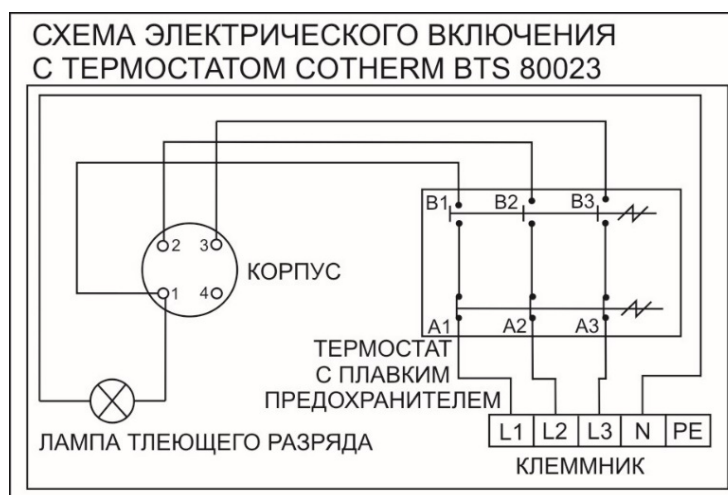 СХЕМА ЭЛЕКТРИЧЕСКОГО ВКЛЮЧЕНИЯ
С ТЕРМОСТАТОМ COTHERM BTS 80023
B1 B2 B3
2 3
КОРПУС
1 4
A1 A2 A3
ТЕРМОСТАТ
С ПЛАВКИМ
ПРЕДОХРАНИТЕЛЕМ
L1 L2 L3 N PE
ЛАМПА ТЛЕЮЩЕГО РАЗРЯДА
КЛЕММНИК